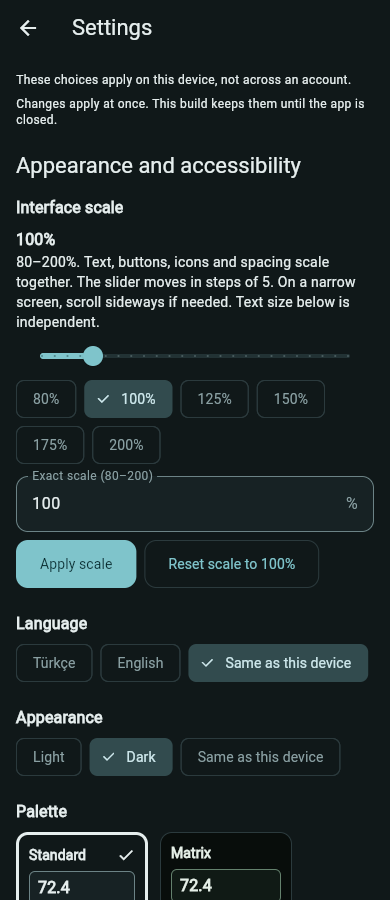 Settings
These choices apply on this device, not across an account.
Changes apply at once. This build keeps them until the app is
closed.
Appearance and accessibility
Interface scale
100%
80–200%. Text, buttons, icons and spacing scale
together. The slider moves in steps of 5. On a narrow
screen, scroll sideways if needed. Text size below is
independent.
80% 100% 125% 150%
175% 200%
Exact scale (80–200)
100 %
Apply scale Reset scale to 100%
Language
Türkçe English Same as this device
Appearance
Light Dark Same as this device
Palette
Standard Matrix
72.4 72.4